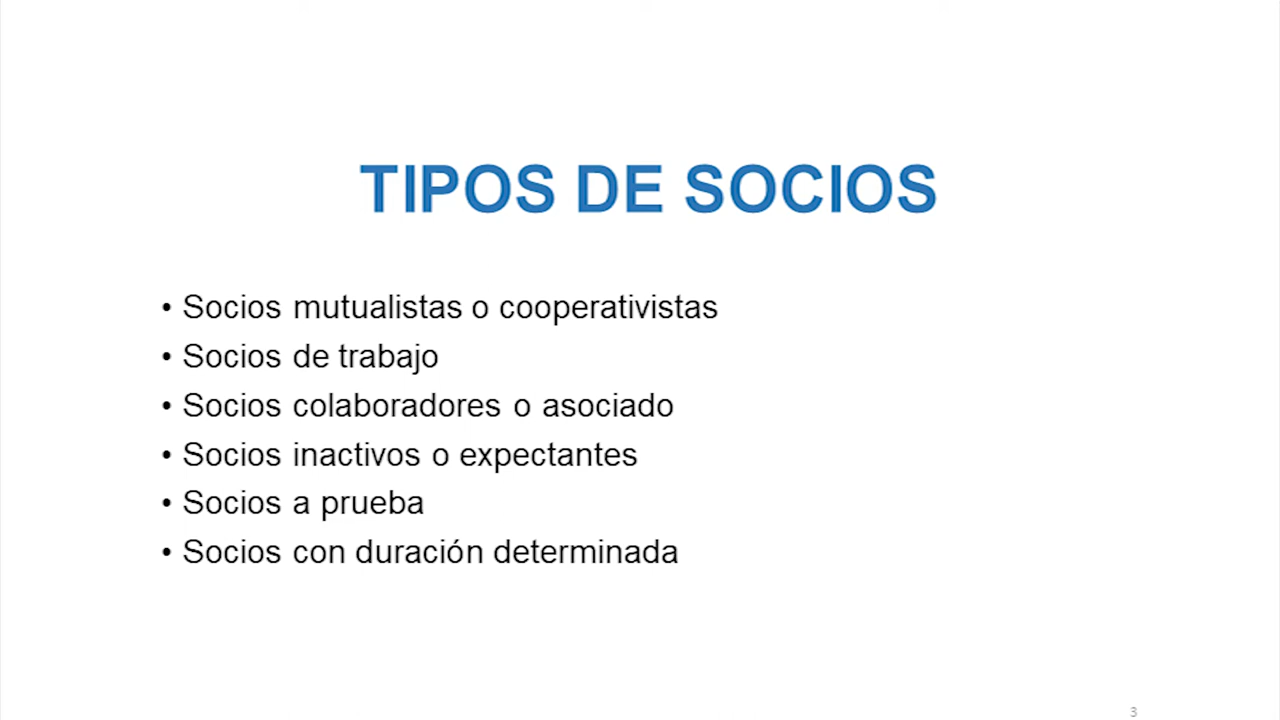 TIPOS DE SOCIOS
• Socios mutualistas o cooperativistas
• Socios de trabajo
• Socios colaboradores o asociado
• Socios inactivos o expectantes
• Socios a prueba
• Socios con duración determinada
3